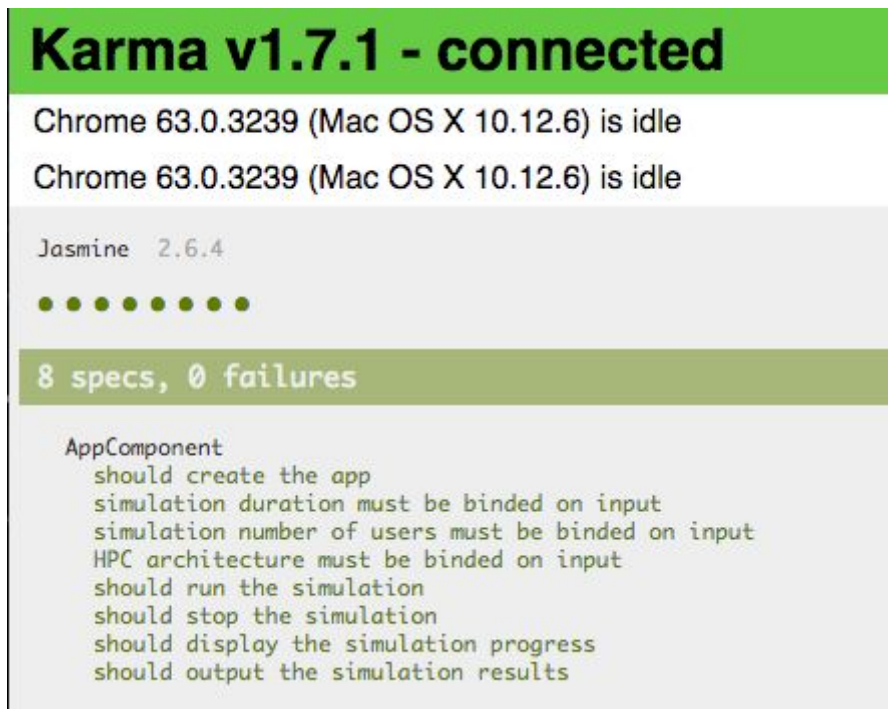 Karma v1.7.1 - connected
Chrome 63.0.3239 (Mac OS X 10.12.6) is idle
Chrome 63.0.3239 (Mac OS X 10.12.6) is idle
Jasmine 2.6.4
8 specs, 0 failures
AppComponent
should create the app
simulation duration must be binded on input
simulation number of users must be binded on input
HPC architecture must be binded on input
should run the simulation
should stop the simulation
should display the simulation progress
should output the simulation results